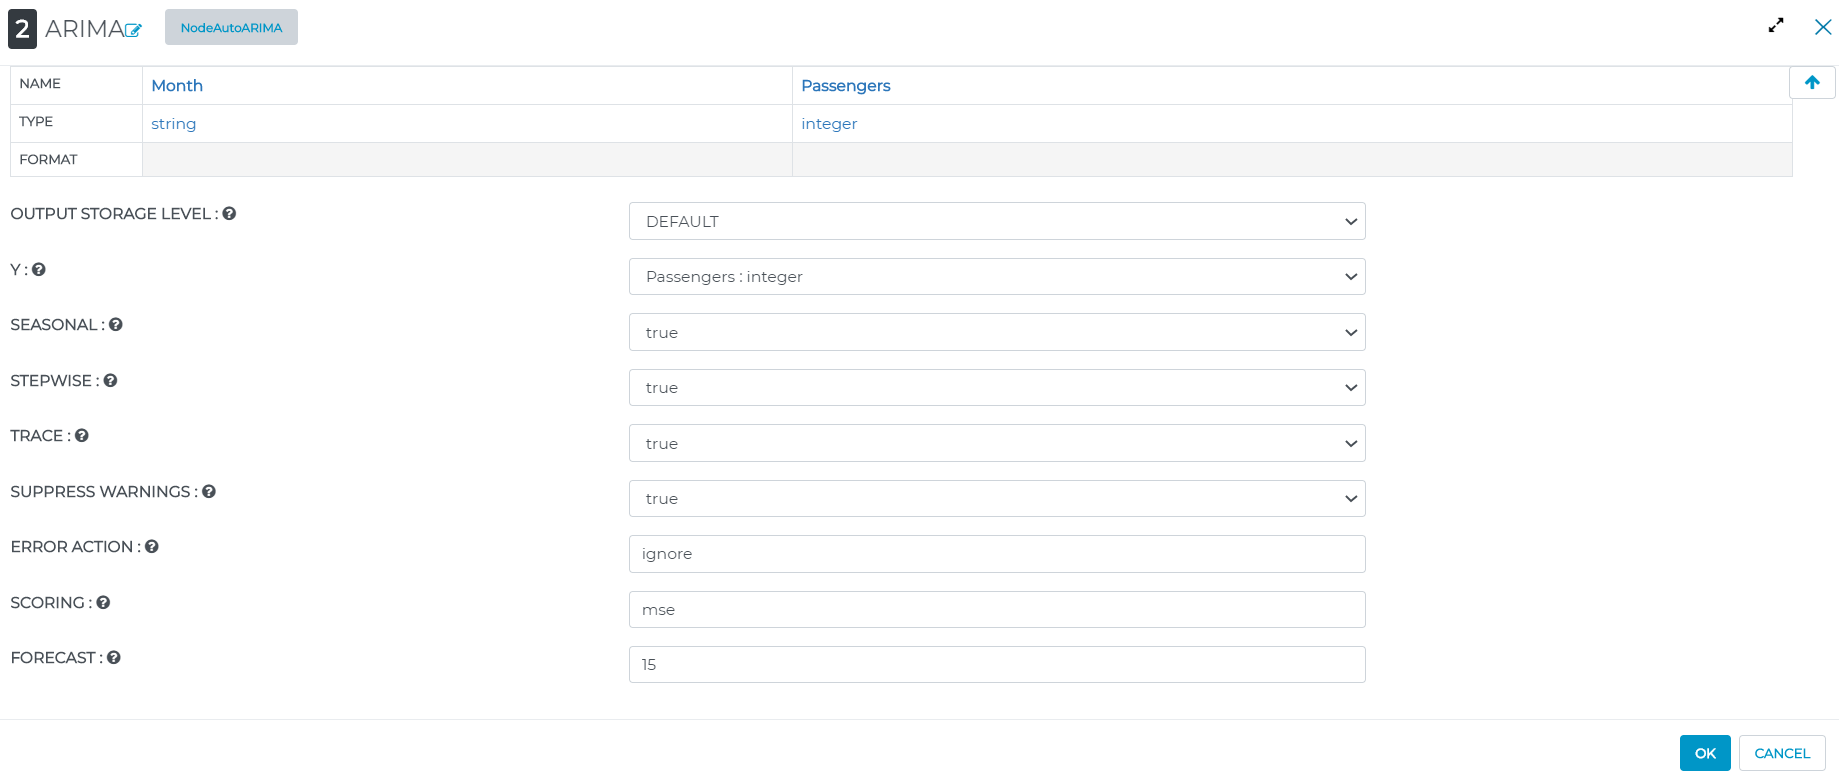 2 ARIMA NodeAutoARIMA
NAME Month Passengers
TYPE string integer
FORMAT
OUTPUT STORAGE LEVEL : DEFAULT
Y : Passengers : integer
SEASONAL : true
STEPWISE : true
TRACE : true
SUPPRESS WARNINGS : true
ERROR ACTION : ignore
SCORING : mse
FORECAST : 15
OK CANCEL